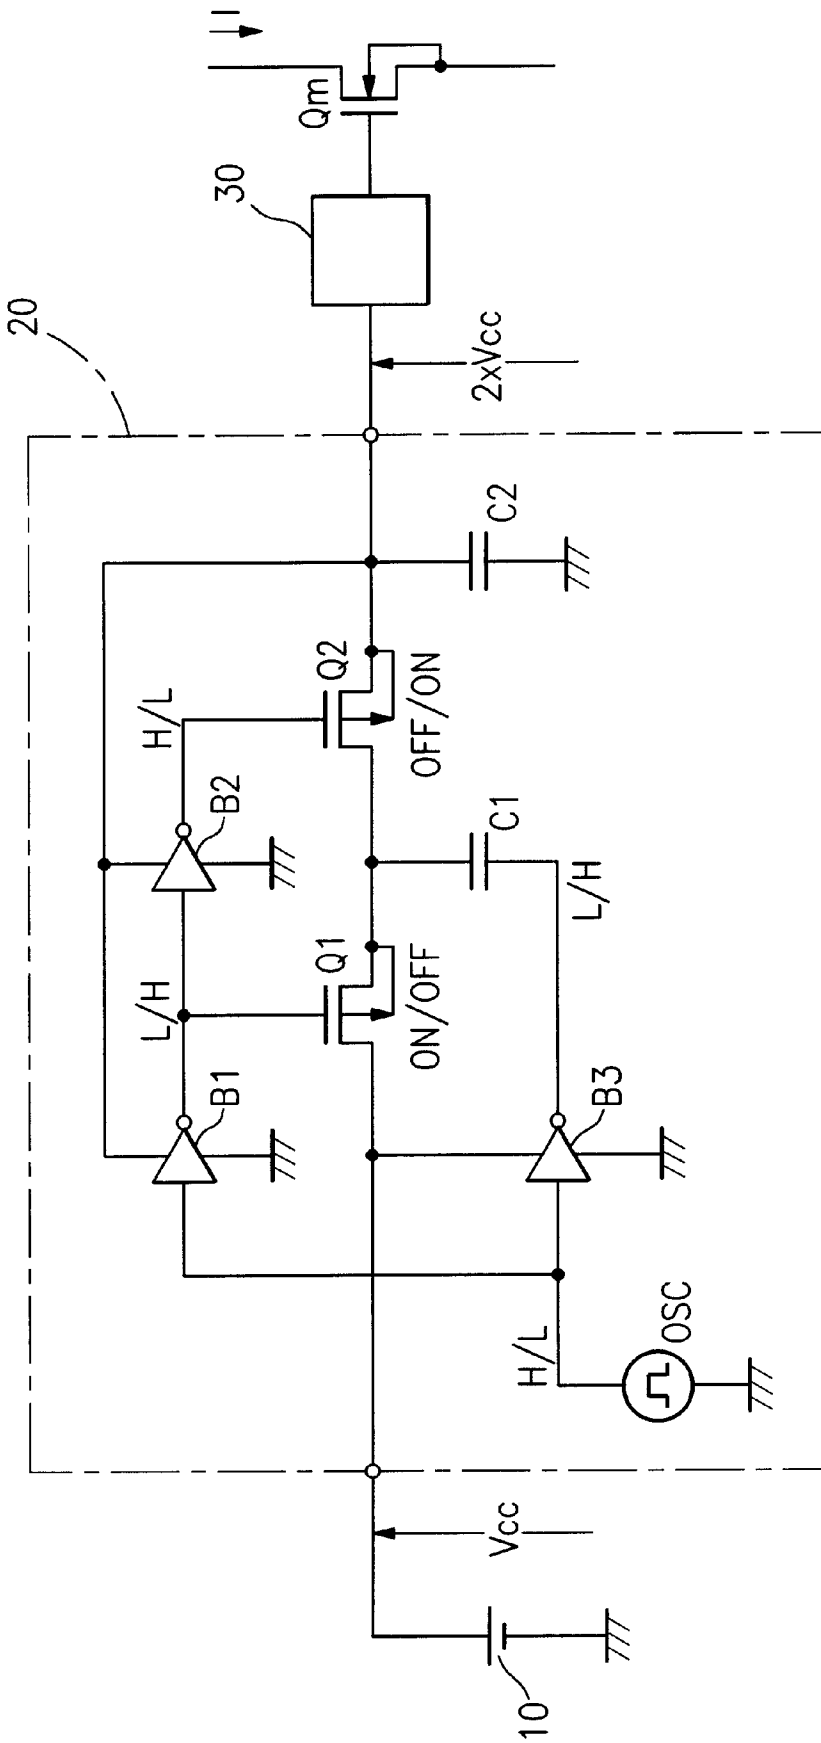 20
H/L
L/H
B1
B2
Q1
Q2
ON/OFF
OFF/ON
C1
C2
L/H
H/L
OSC
B3
10
Vcc
2xVcc
30
Qm
I